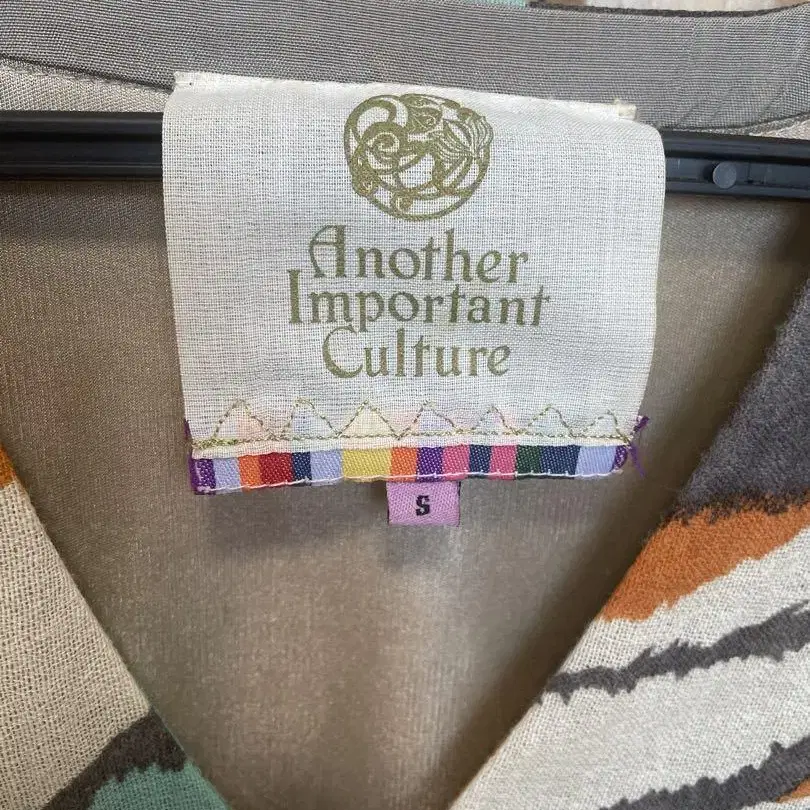 Another
Important
Culture
S